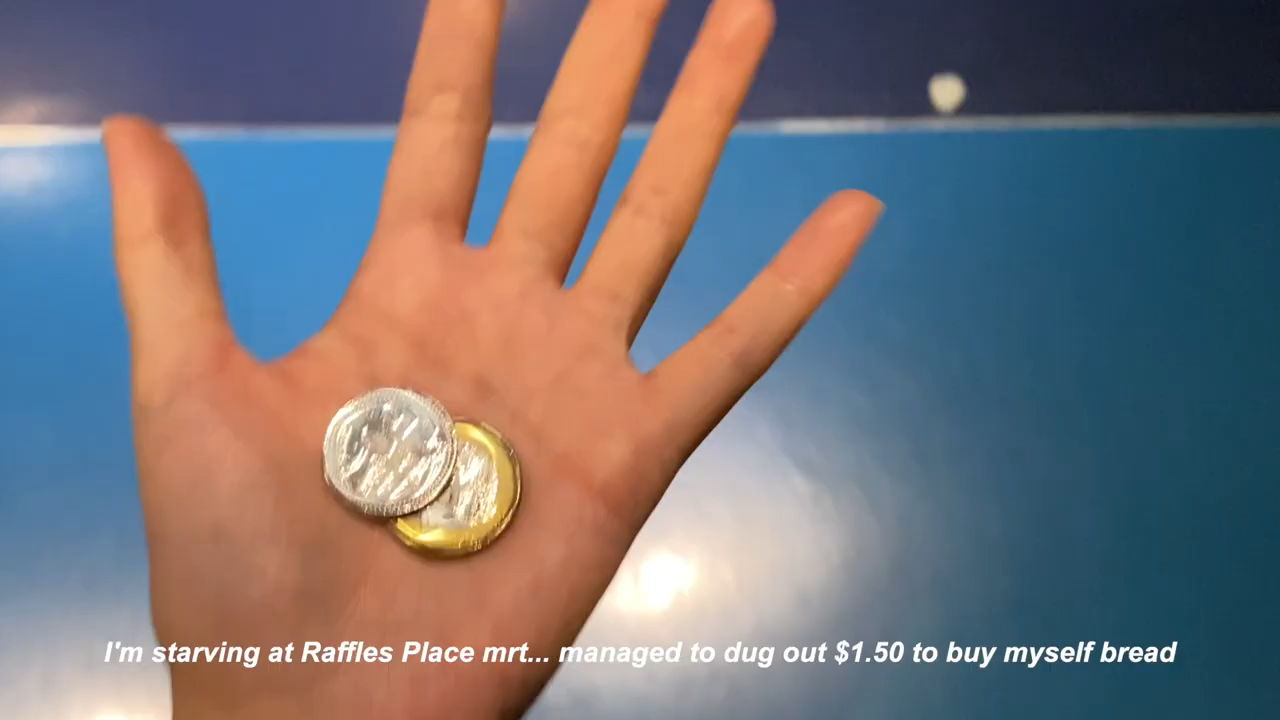 I'm starving at Raffles Place mrt... managed to dug out $1.50 to buy myself bread